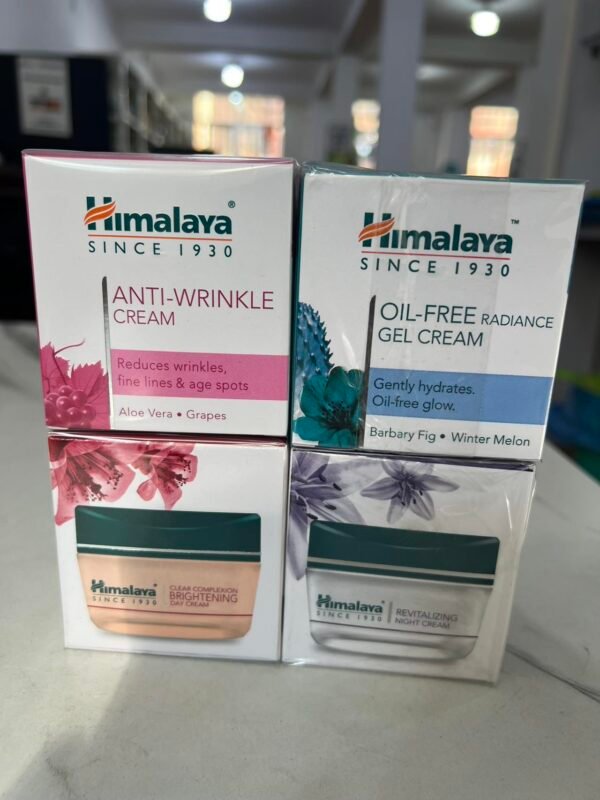 Himalaya®
SINCE 1930
ANTI-WRINKLE
CREAM
Reduces wrinkles,
fine lines & age spots
Aloe Vera • Grapes
Himalaya™
SINCE 1930
OIL-FREE RADIANCE
GEL CREAM
Gently hydrates.
Oil-free glow.
Barbary Fig • Winter Melon
Himalaya
SINCE 1930
CLEAR COMPLEXION
BRIGHTENING
DAY CREAM
Himalaya
SINCE 1930
REVITALIZING
NIGHT CREAM